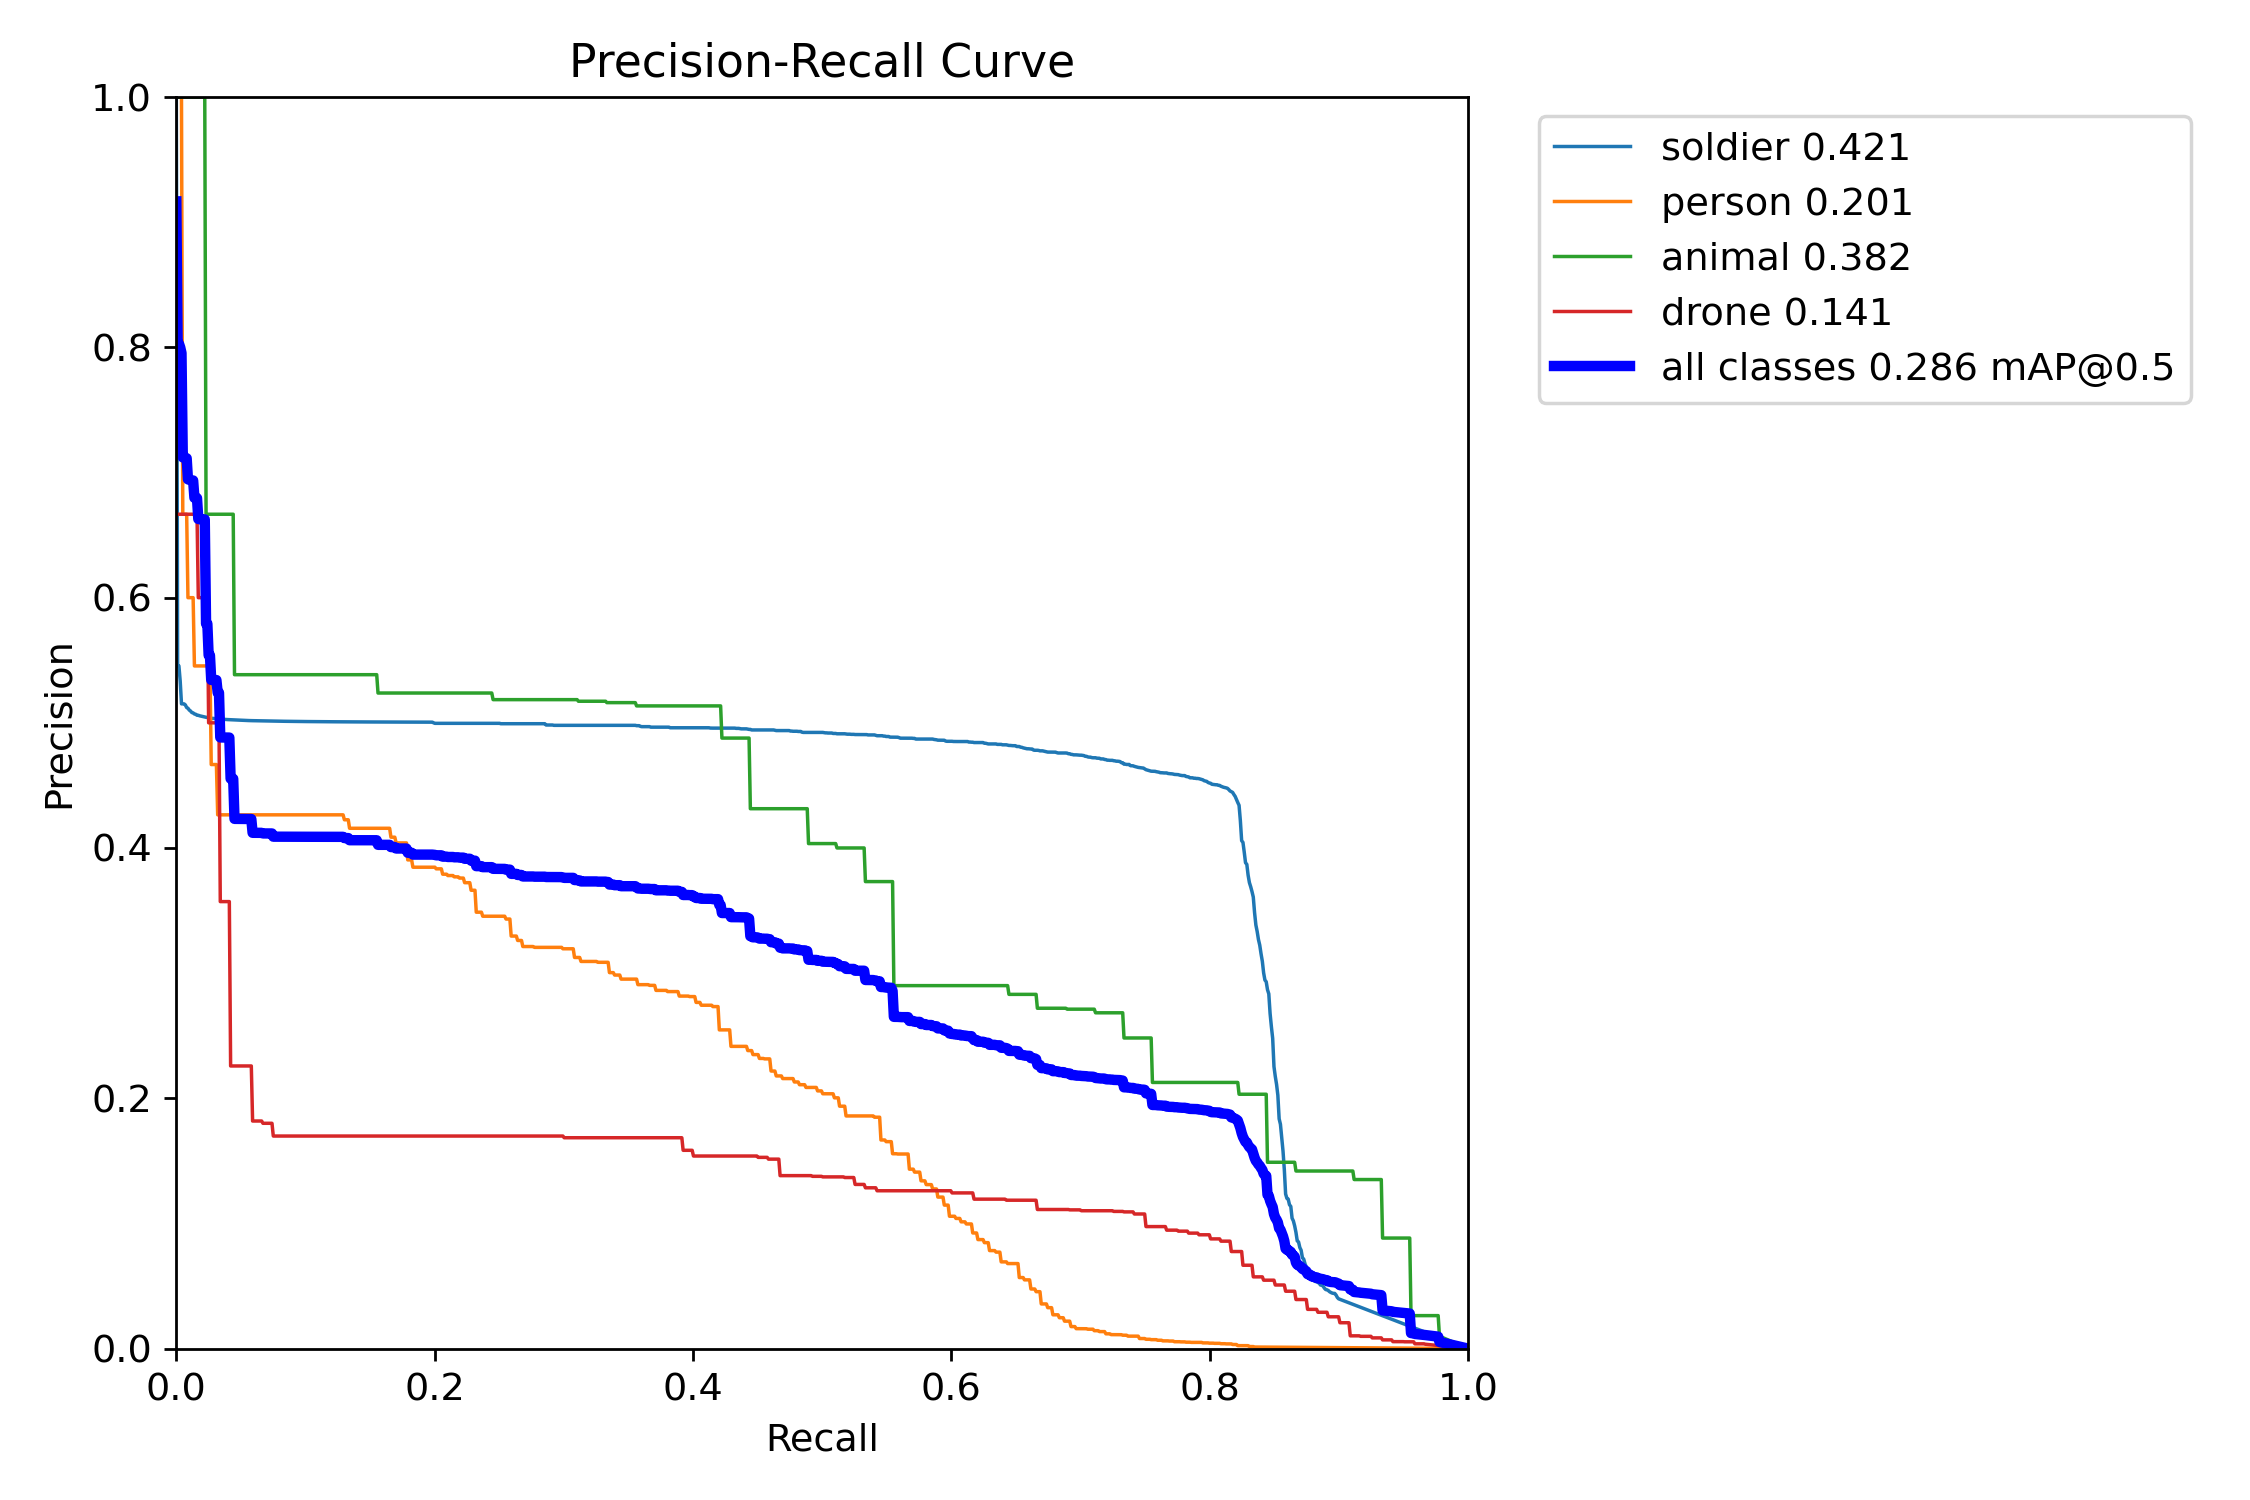 Precision-Recall Curve
1.0
0.8
0.6
0.4
0.2
0.0
Precision
0.0 0.2 0.4 0.6 0.8 1.0
Recall
soldier 0.421
person 0.201
animal 0.382
drone 0.141
all classes 0.286 mAP@0.5